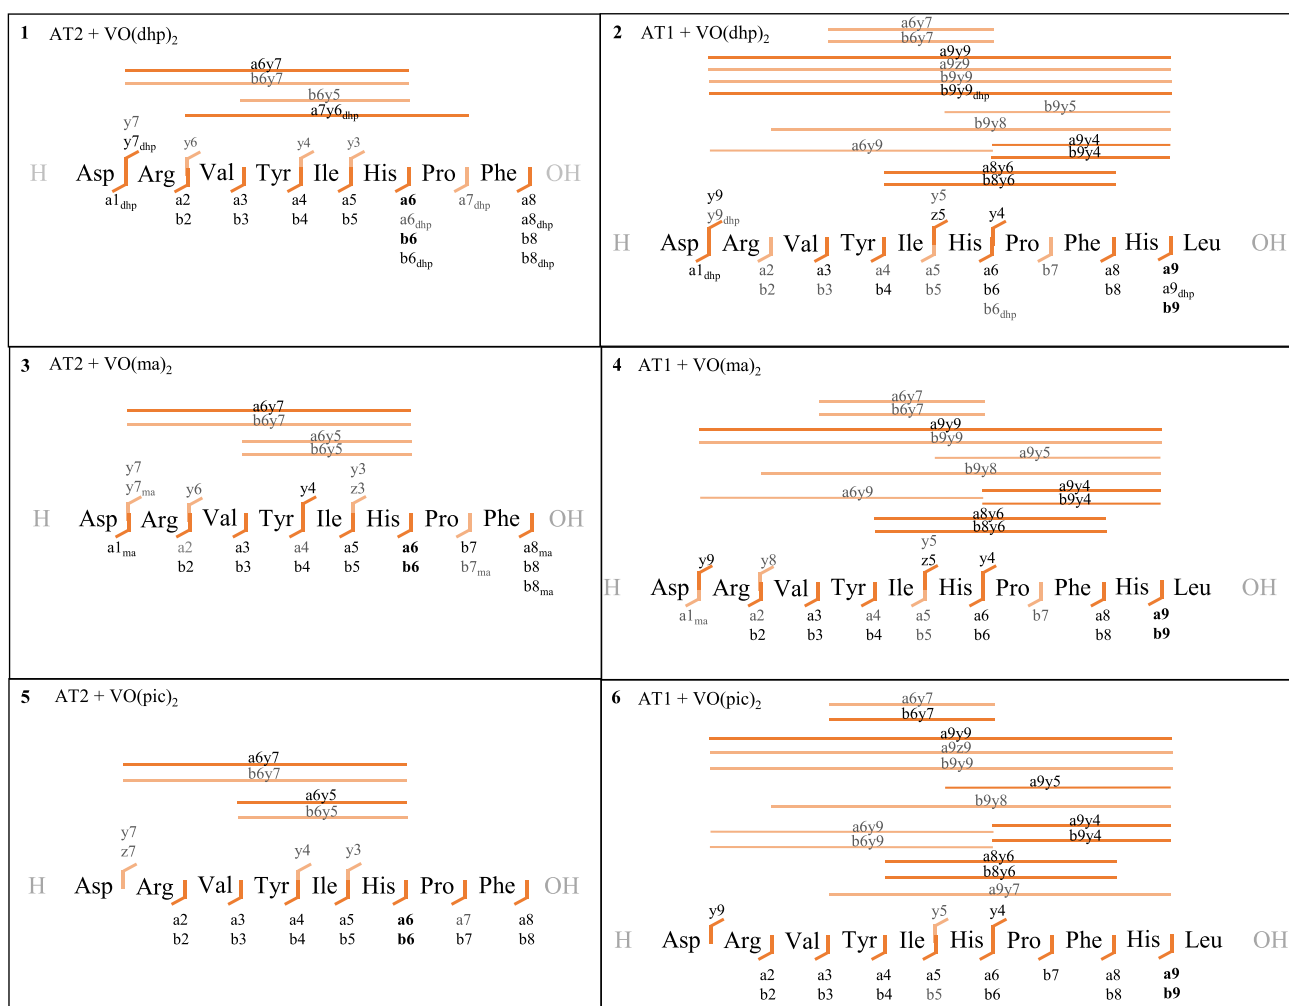 1 AT2 + VO(dhp)2
a6y7
b6y7
b6y5
a7y6dhp
y7
y7dhp y6 y4 y3
H Asp Arg Val Tyr Ile His Pro Phe OH
a1dhp a2 a3 a4 a5 a6 a7dhp a8
b2 b3 b4 b5 a6dhp a8dhp
b6 b8
b6dhp b8dhp
2 AT1 + VO(dhp)2
a6y7
b6y7
a9y9
a9z9
b9y9
b9y9dhp
b9y5
b9y8
a9y4
a6y9 b9y4
a8y6
b8y6
y9 y5
y9dhp z5 y4
H Asp Arg Val Tyr Ile His Pro Phe His Leu OH
a1dhp a2 a3 a4 a5 a6 b7 a8 a9
b2 b3 b4 b5 b6 b8 a9dhp
b6dhp b9
3 AT2 + VO(ma)2
a6y7
b6y7
a6y5
b6y5
y7 y3
y7ma y6 y4 z3
H Asp Arg Val Tyr Ile His Pro Phe OH
a1ma a2 a3 a4 a5 a6 b7 a8ma
b2 b3 b4 b5 b6 b7ma b8
b8ma
4 AT1 + VO(ma)2
a6y7
b6y7
a9y9
b9y9
a9y5
b9y8
a6y9 a9y4
b9y4
a8y6
b8y6
y5
y9 y8 z5 y4
H Asp Arg Val Tyr Ile His Pro Phe His Leu OH
a1ma a2 a3 a4 a5 a6 b7 a8 a9
b2 b3 b4 b5 b6 b8 b9
5 AT2 + VO(pic)2
a6y7
b6y7
a6y5
b6y5
y7
z7 y4 y3
H Asp Arg Val Tyr Ile His Pro Phe OH
a2 a3 a4 a5 a6 a7 a8
b2 b3 b4 b5 b6 b7 b8
6 AT1 + VO(pic)2
a6y7
b6y7
a9y9
a9z9
b9y9
a9y5
b9y8
a6y9 a9y4
b6y9 b9y4
a8y6
b8y6
a9y7
y9 y5 y4
H Asp Arg Val Tyr Ile His Pro Phe His Leu OH
a2 a3 a4 a5 a6 b7 a8 a9
b2 b3 b4 b5 b6 b8 b9